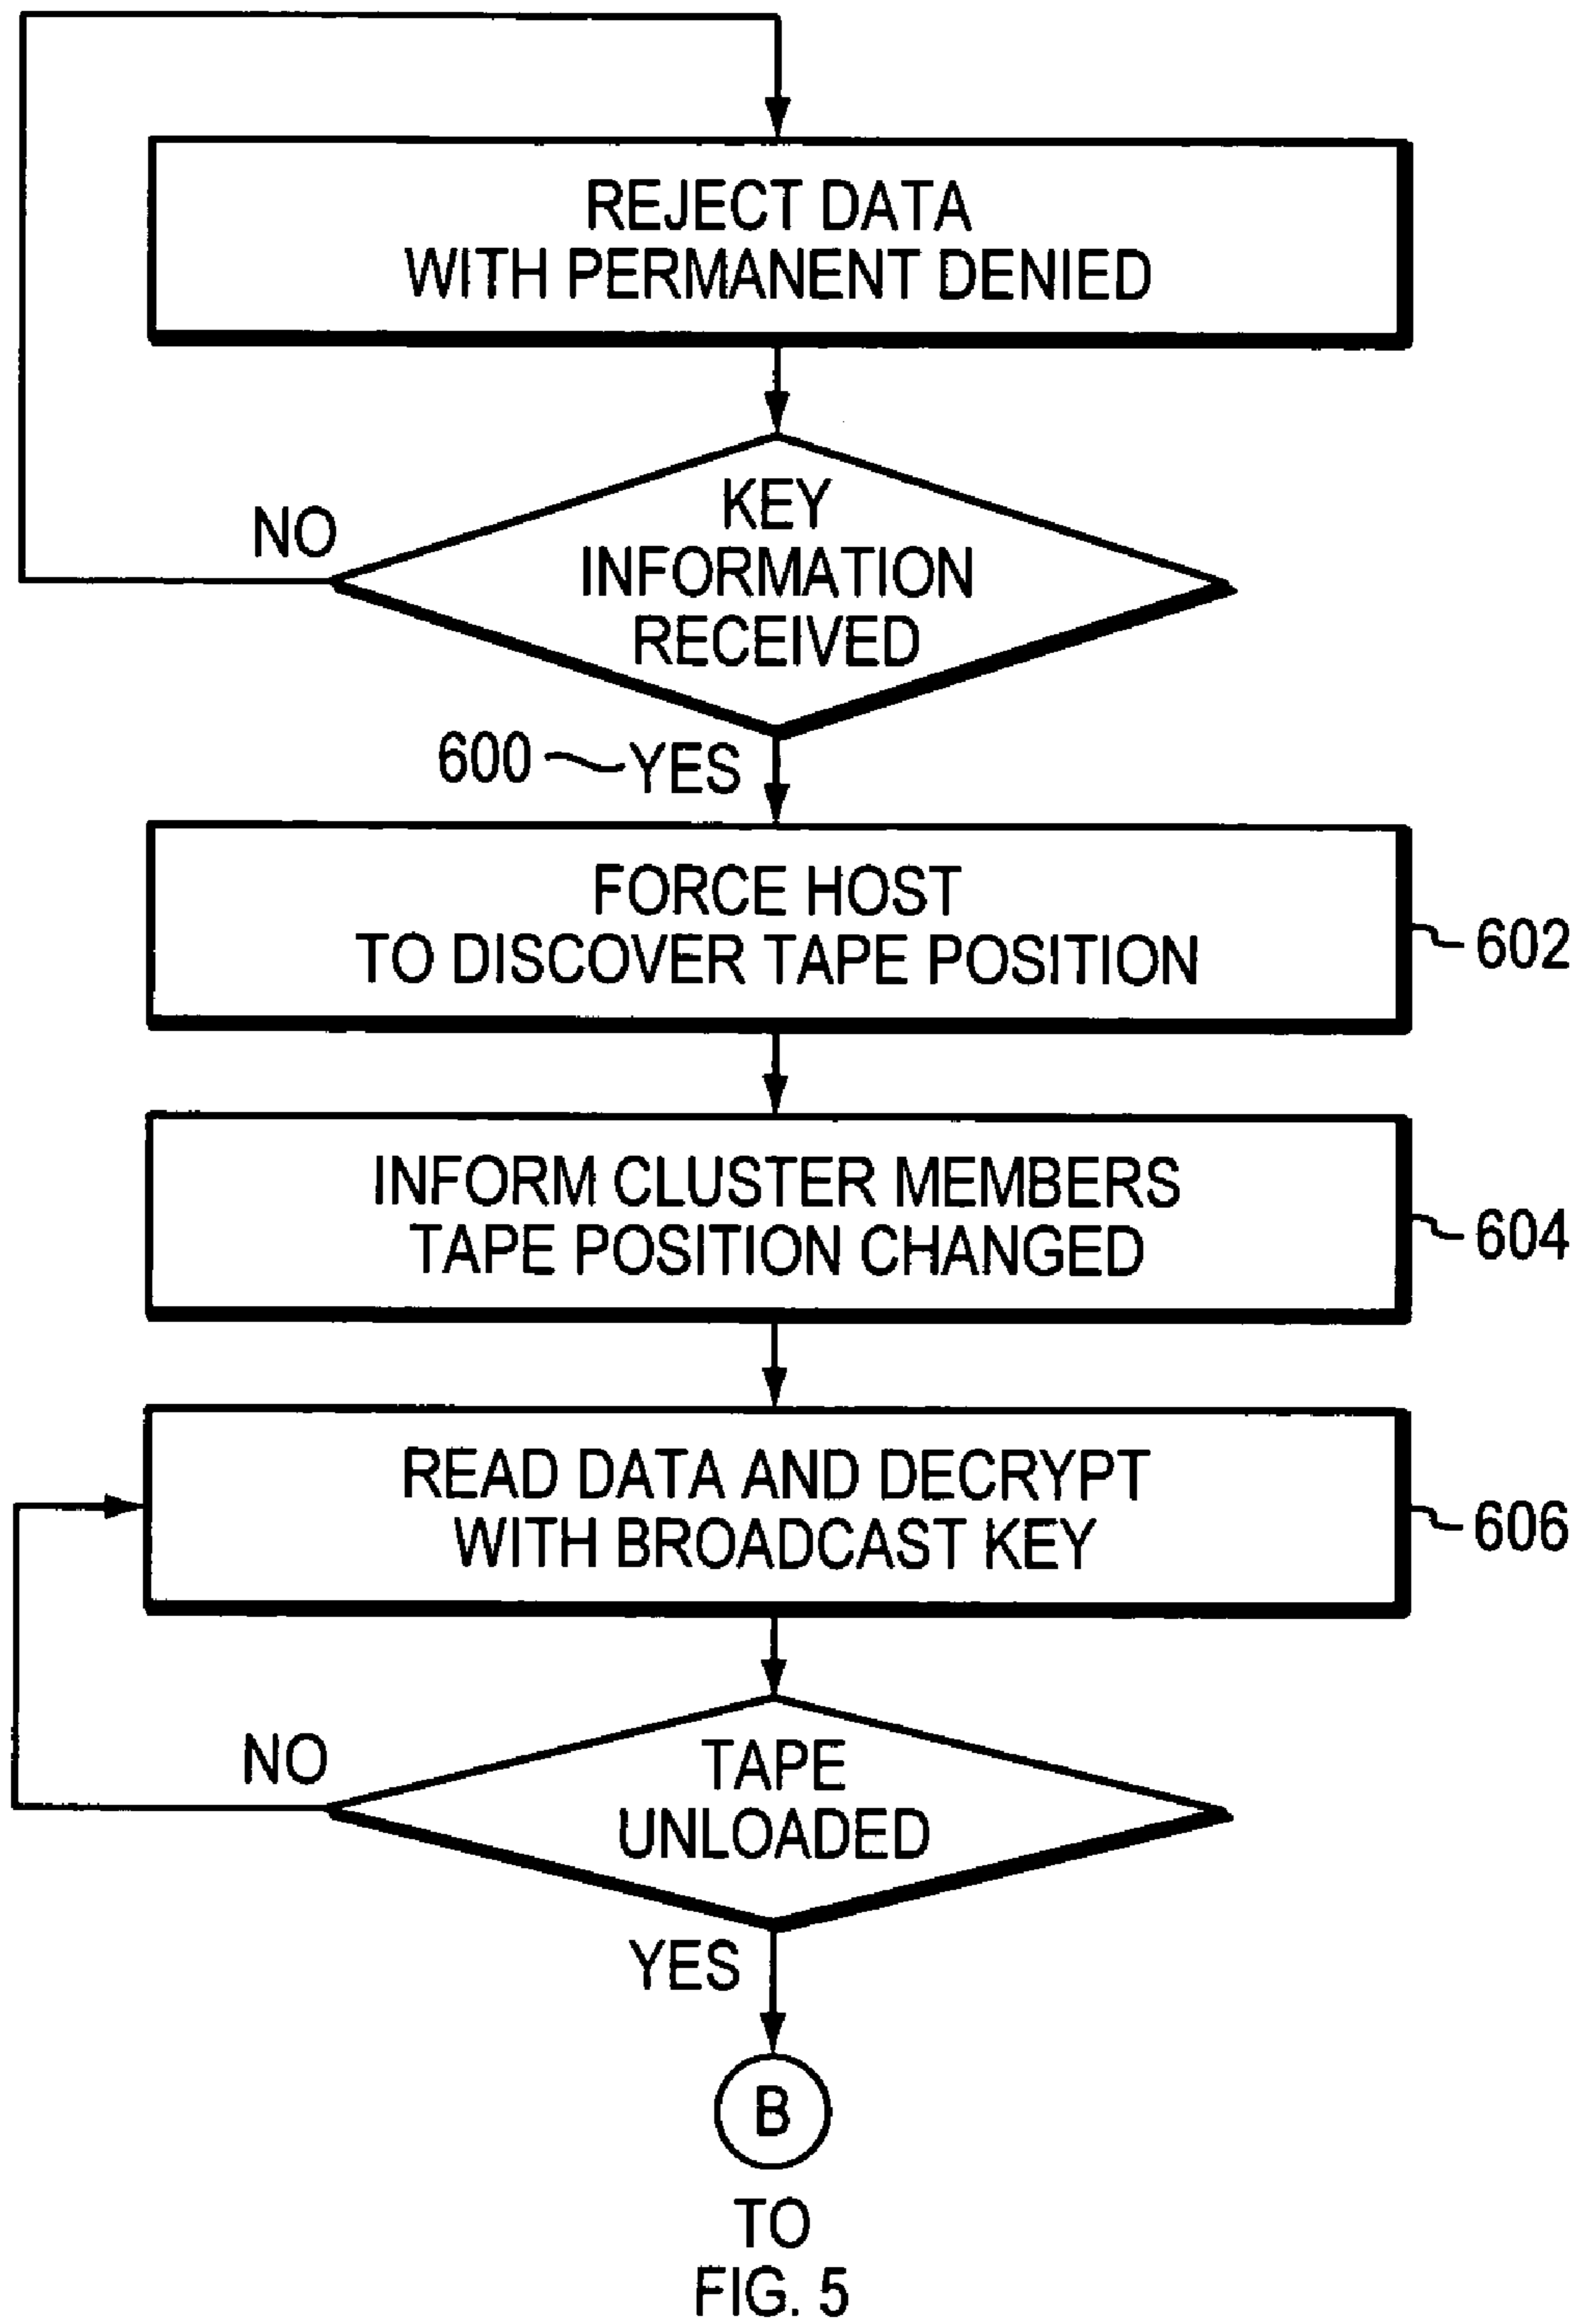 REJECT DATA
WITH PERMANENT DENIED
NO
KEY
INFORMATION
RECEIVED
600 YES
FORCE HOST
TO DISCOVER TAPE POSITION
602
INFORM CLUSTER MEMBERS
TAPE POSITION CHANGED
604
READ DATA AND DECRYPT
WITH BROADCAST KEY
606
NO
TAPE
UNLOADED
YES
B
TO
FIG. 5